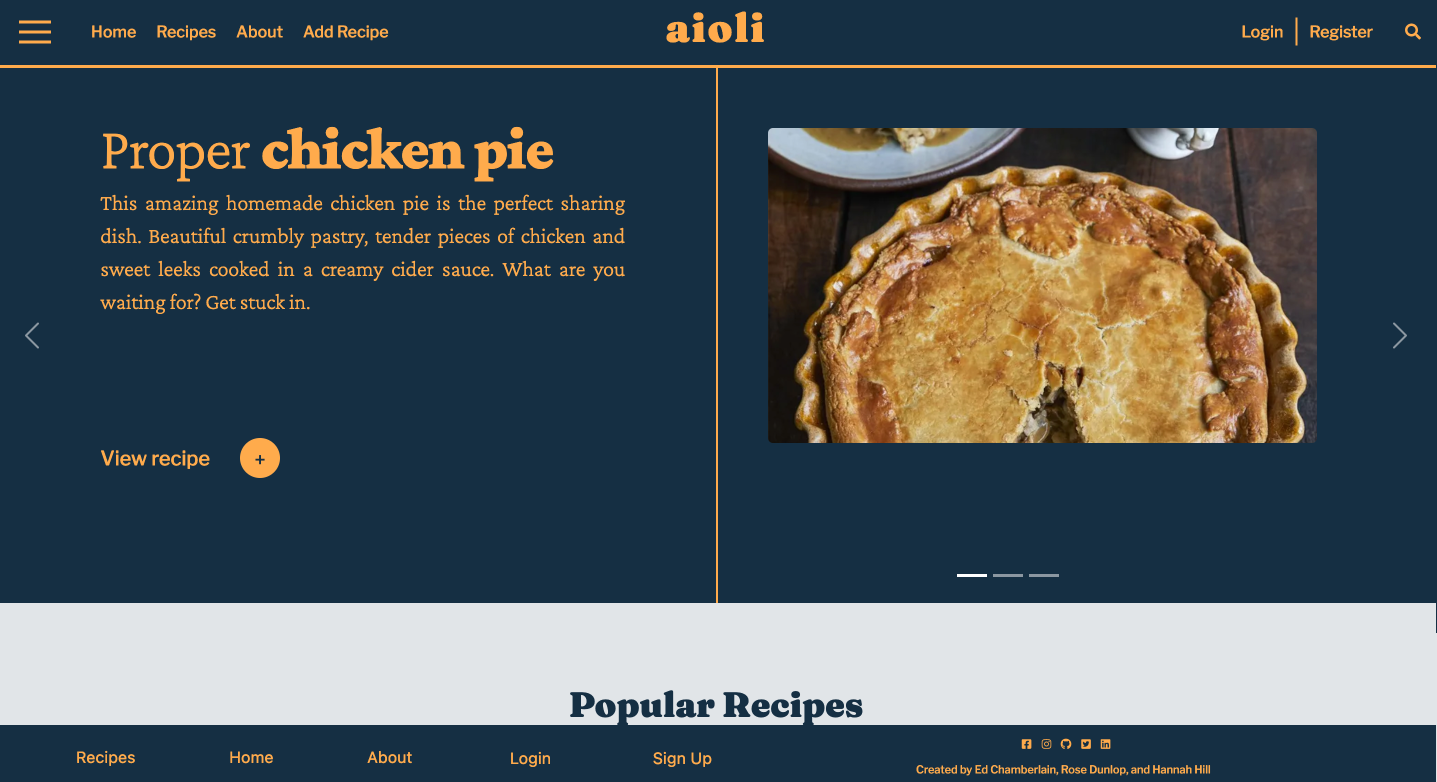 Home Recipes About Add Recipe aioli Login Register
Proper chicken pie
This amazing homemade chicken pie is the perfect sharing
dish. Beautiful crumbly pastry, tender pieces of chicken and
sweet leeks cooked in a creamy cider sauce. What are you
waiting for? Get stuck in.
View recipe +
Popular Recipes
Recipes Home About Login Sign Up
Created by Ed Chamberlain, Rose Dunlop, and Hannah Hill